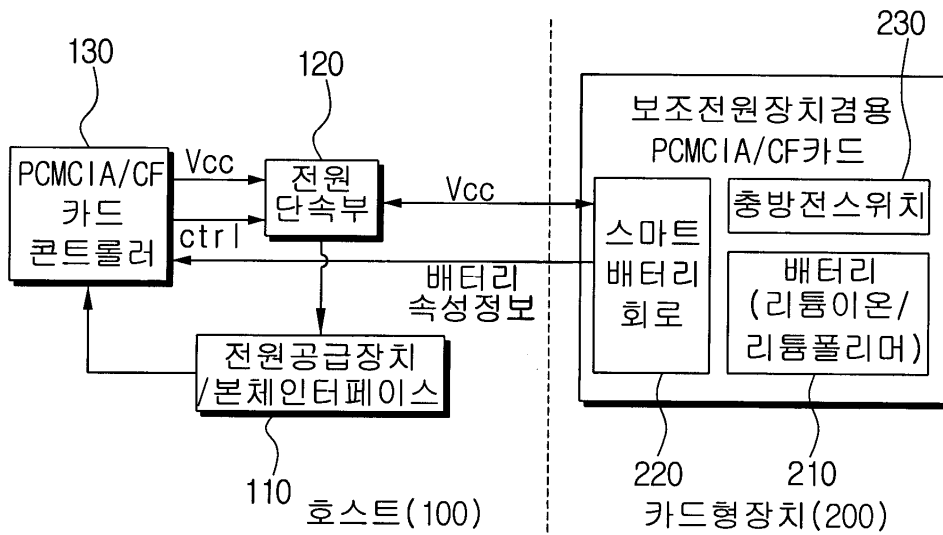 130
PCMCIA/CF
카드
콘트롤러
Vcc
ctrl
120
전원
단속부
Vcc
배터리
속성정보
전원공급장치
/본체인터페이스
110
호스트(100)
230
보조전원장치겸용
PCMCIA/CF카드
스마트
배터리
회로
충방전스위치
배터리
(리튬이온/
리튬폴리머)
220
210
카드형장치(200)